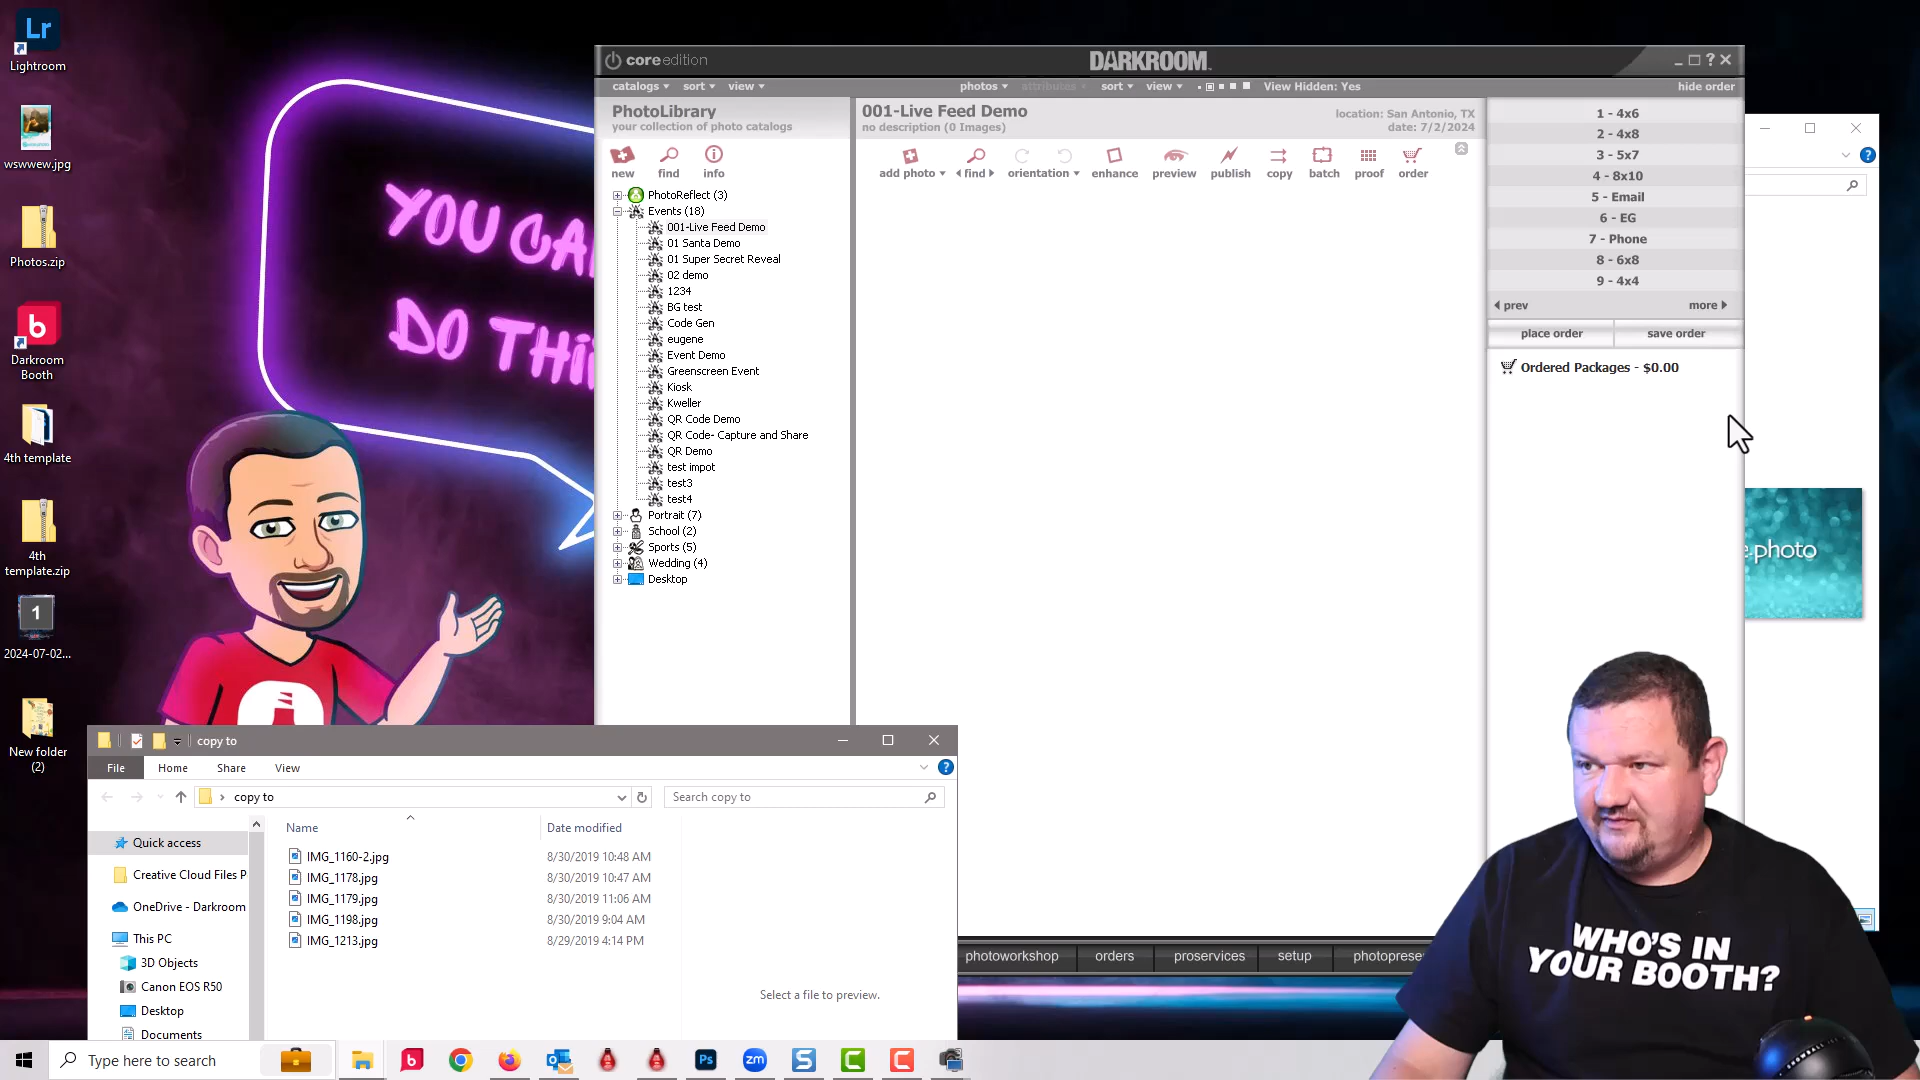 Lr
Lightroom
wswwew.jpg
Photos.zip
b
Darkroom
Booth
4th template
4th
template.zip
1
2024-07-02...
New folder
(2)
YOU CA
DO THI
core edition
DARKROOM
catalogs
sort
view
photos
attributes
sort
view
View Hidden: Yes
hide order
PhotoLibrary
your collection of photo catalogs
new
find
info
PhotoReflect (3)
Events (18)
001-Live Feed Demo
01 Santa Demo
01 Super Secret Reveal
02 demo
1234
BG test
Code Gen
eugene
Event Demo
Greenscreen Event
Kiosk
Kweller
QR Code Demo
QR Code- Capture and Share
QR Demo
test impot
test3
test4
Portrait (7)
School (2)
Sports (5)
Wedding (4)
Desktop
001-Live Feed Demo
no description (0 Images)
location: San Antonio, TX
date: 7/2/2024
add photo
find
orientation
enhance
preview
publish
copy
batch
proof
order
1 - 4x6
2 - 4x8
3 - 5x7
4 - 8x10
5 - Email
6 - EG
7 - Phone
8 - 6x8
9 - 4x4
prev
more
place order
save order
Ordered Packages - $0.00
e.photo
photoworkshop
orders
proservices
setup
photoprese
copy to
File
Home
Share
View
copy to
Search copy to
Name
Date modified
Quick access
Creative Cloud Files P
OneDrive - Darkroom
This PC
3D Objects
Canon EOS R50
Desktop
Documents
IMG_1160-2.jpg 8/30/2019 10:48 AM
IMG_1178.jpg 8/30/2019 10:47 AM
IMG_1179.jpg 8/30/2019 11:06 AM
IMG_1198.jpg 8/30/2019 9:04 AM
IMG_1213.jpg 8/29/2019 4:14 PM
Select a file to preview.
WHO'S IN
YOUR BOOTH?
Type here to search
b
Ps
zm
S
C
C